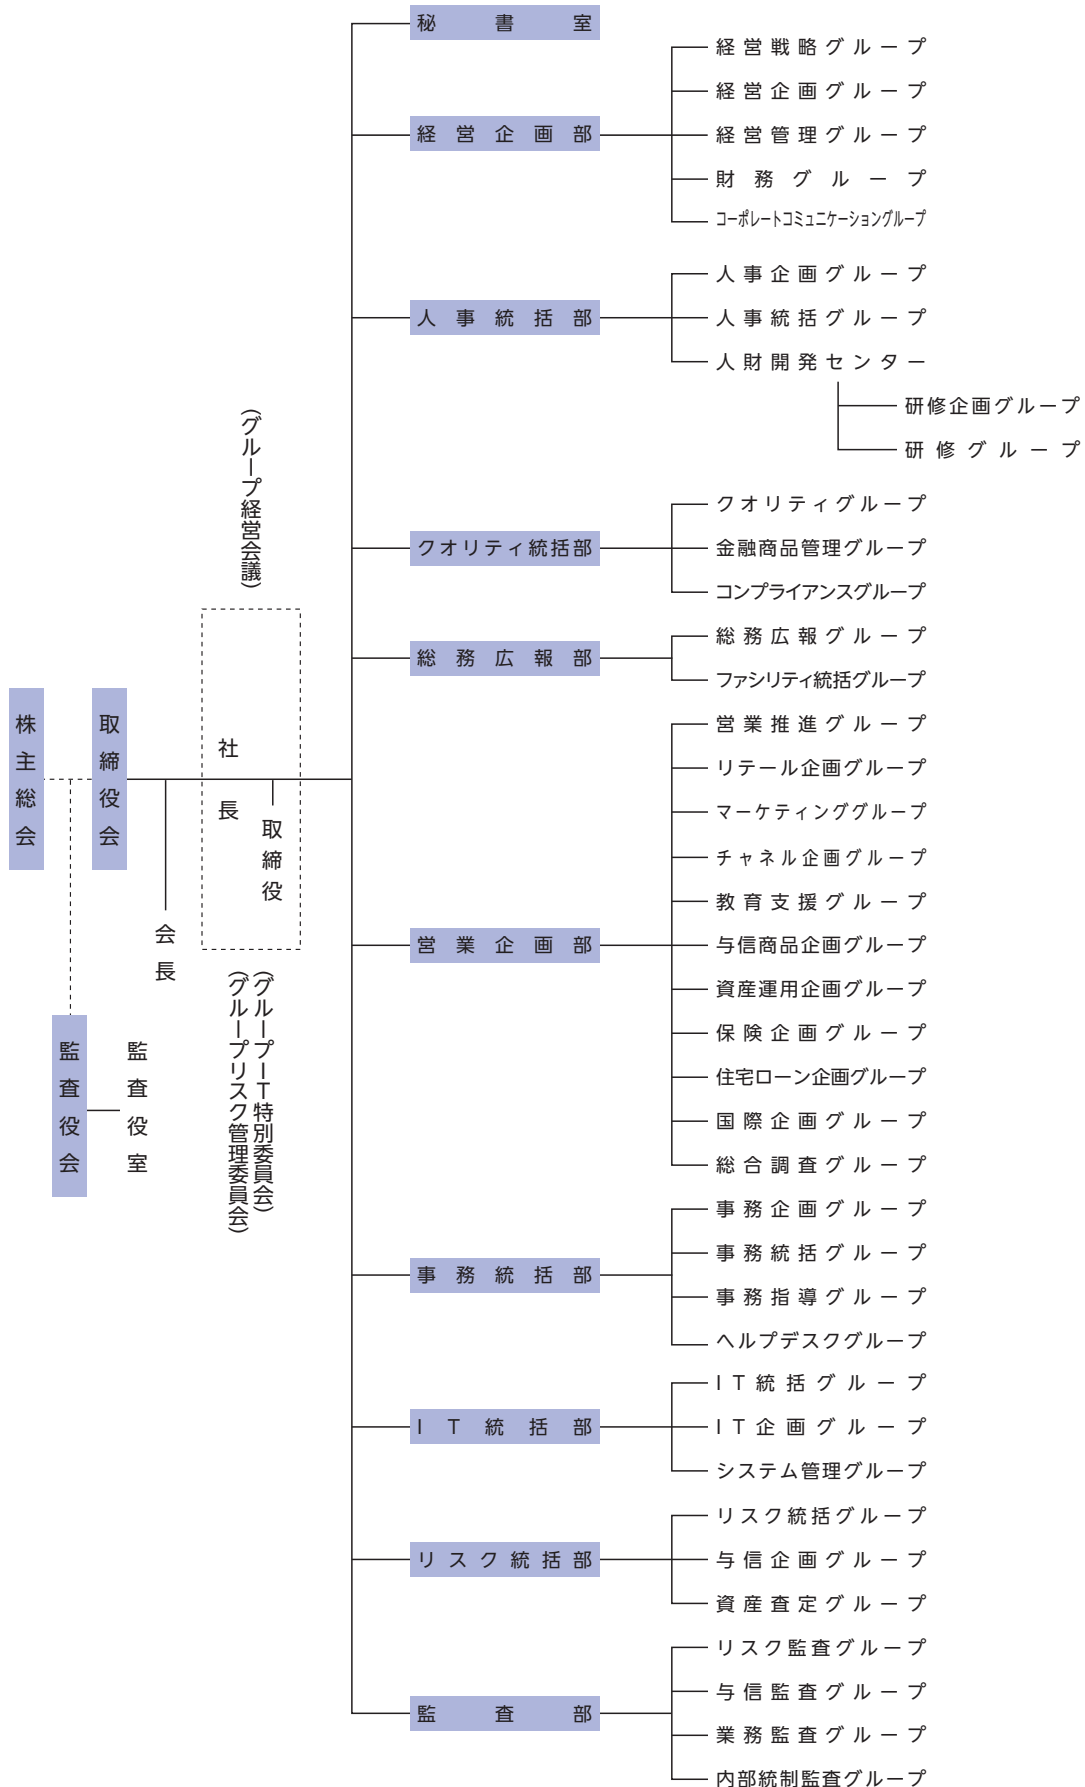 株主総会
取締役会
監査役会
監査役室
会長
(グループ経営会議)
社長
取締役
(グループIT特別委員会)
(グループリスク管理委員会)
秘書室
経営企画部
経営戦略グループ
経営企画グループ
経営管理グループ
財務グループ
コーポレートコミュニケーショングループ
人事統括部
人事企画グループ
人事統括グループ
人財開発センター
研修企画グループ
研修グループ
クオリティ統括部
クオリティグループ
金融商品管理グループ
コンプライアンスグループ
総務広報部
総務広報グループ
ファシリティ統括グループ
営業企画部
営業推進グループ
リテール企画グループ
マーケティンググループ
チャネル企画グループ
教育支援グループ
与信商品企画グループ
資産運用企画グループ
保険企画グループ
住宅ローン企画グループ
国際企画グループ
総合調査グループ
事務統括部
事務企画グループ
事務統括グループ
事務指導グループ
ヘルプデスクグループ
IT統括部
IT統括グループ
IT企画グループ
システム管理グループ
リスク統括部
リスク統括グループ
与信企画グループ
資産査定グループ
監査部
リスク監査グループ
与信監査グループ
業務監査グループ
内部統制監査グループ